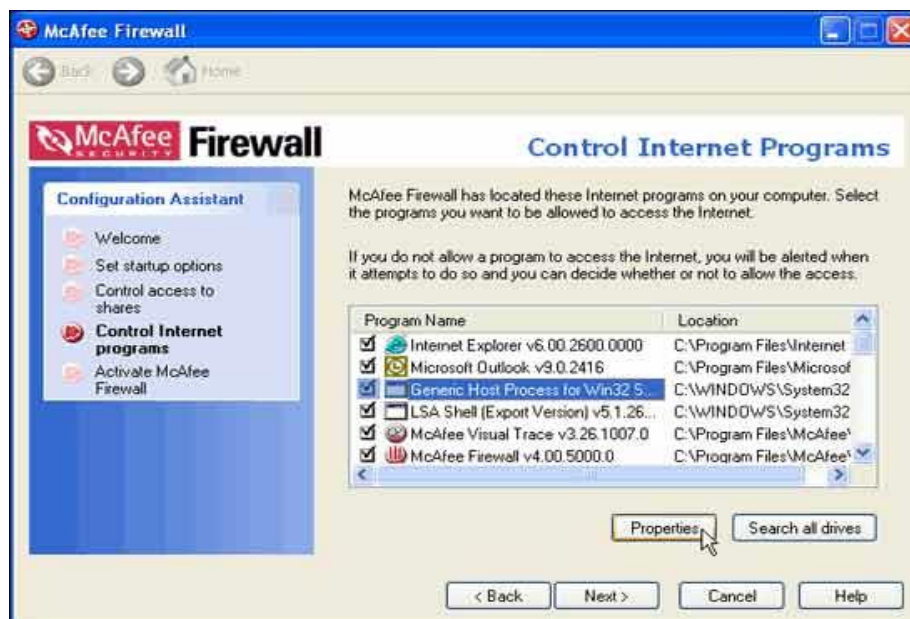 McAfee Firewall
Back
Home
McAfee Firewall
SECURITY
Control Internet Programs
Configuration Assistant
Welcome
Set startup options
Control access to
shares
Control Internet
programs
Activate McAfee
Firewall
McAfee Firewall has located these Internet programs on your computer. Select
the programs you want to be allowed to access the Internet.
If you do not allow a program to access the Internet, you will be alerted when
it attempts to do so and you can decide whether or not to allow the access.
Program Name Location
Internet Explorer v6.00.2600.0000 C:\Program Files\Internet
Microsoft Outlook v9.0.2416 C:\Program Files\Microsof
Generic Host Process for Win32 S... C:\WINDOWS\System32
LSA Shell (Export Version) v5.1.26... C:\WINDOWS\System32
McAfee Visual Trace v3.26.1007.0 C:\Program Files\McAfee\
McAfee Firewall v4.00.5000.0 C:\Program Files\McAfee\
Properties Search all drives
< Back Next > Cancel Help